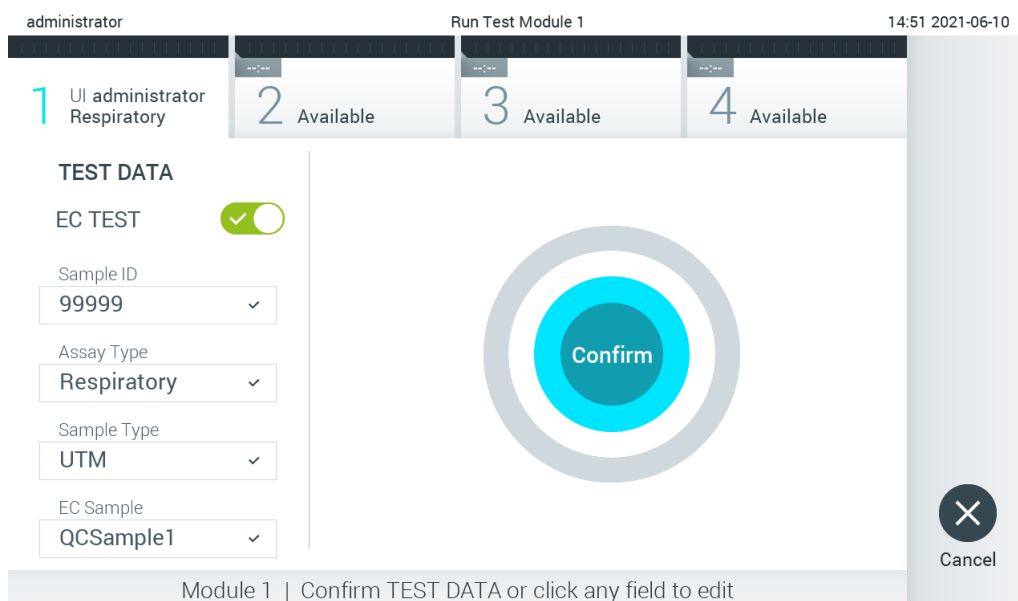 administrator Run Test Module 1 14:51 2021-06-10
--:-- --:-- --:--
1 UI administrator Respiratory
2 Available
3 Available
4 Available
TEST DATA
EC TEST
Sample ID
99999
Assay Type
Respiratory
Sample Type
UTM
EC Sample
QCSample1
Confirm
Cancel
Module 1 | Confirm TEST DATA or click any field to edit